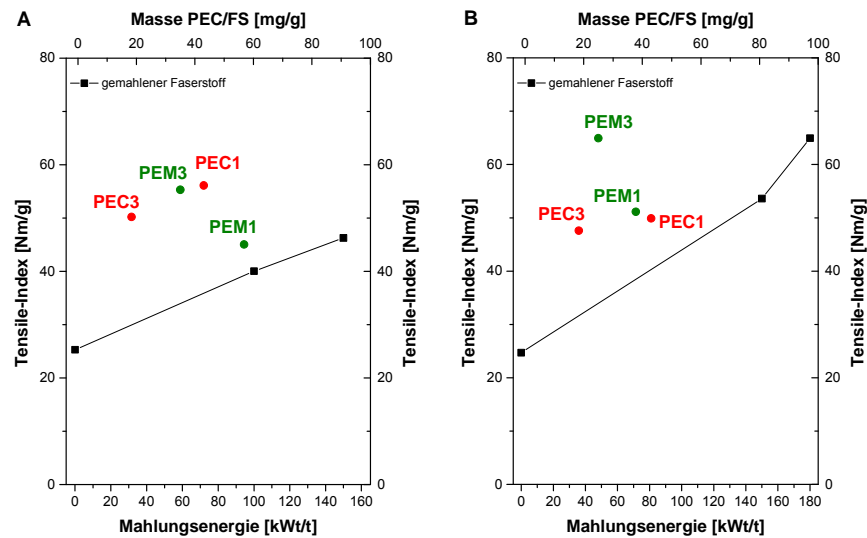 A
Masse PEC/FS [mg/g]
0 20 40 60 80 100
gemahlener Faserstoff
PEC1
PEM3
PEC3
PEM1
Tensile-Index [Nm/g]
80
60
40
20
0
Tensile-Index [Nm/g]
80
60
40
20
0
0 20 40 60 80 100 120 140 160
Mahlungsenergie [kWt/t]
B
Masse PEC/FS [mg/g]
0 20 40 60 80 100
gemahlener Faserstoff
PEM3
PEM1
PEC3
PEC1
Tensile-Index [Nm/g]
80
60
40
20
0
Tensile-Index [Nm/g]
80
60
40
20
0
0 20 40 60 80 100 120 140 160 180
Mahlungsenergie [kWt/t]